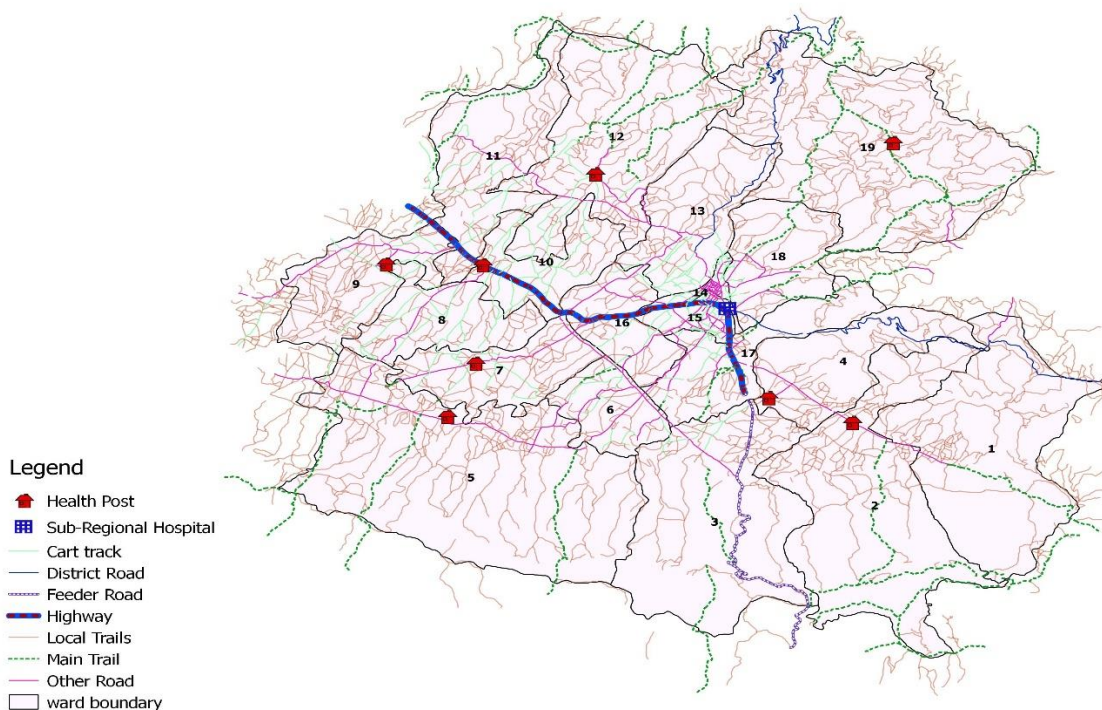 12
19
11
13
18
10
9
14
8
16
15
17
4
7
6
1
5
2
3
Legend
Health Post
Sub-Regional Hospital
Cart track
District Road
Feeder Road
Highway
Local Trails
Main Trail
Other Road
ward boundary